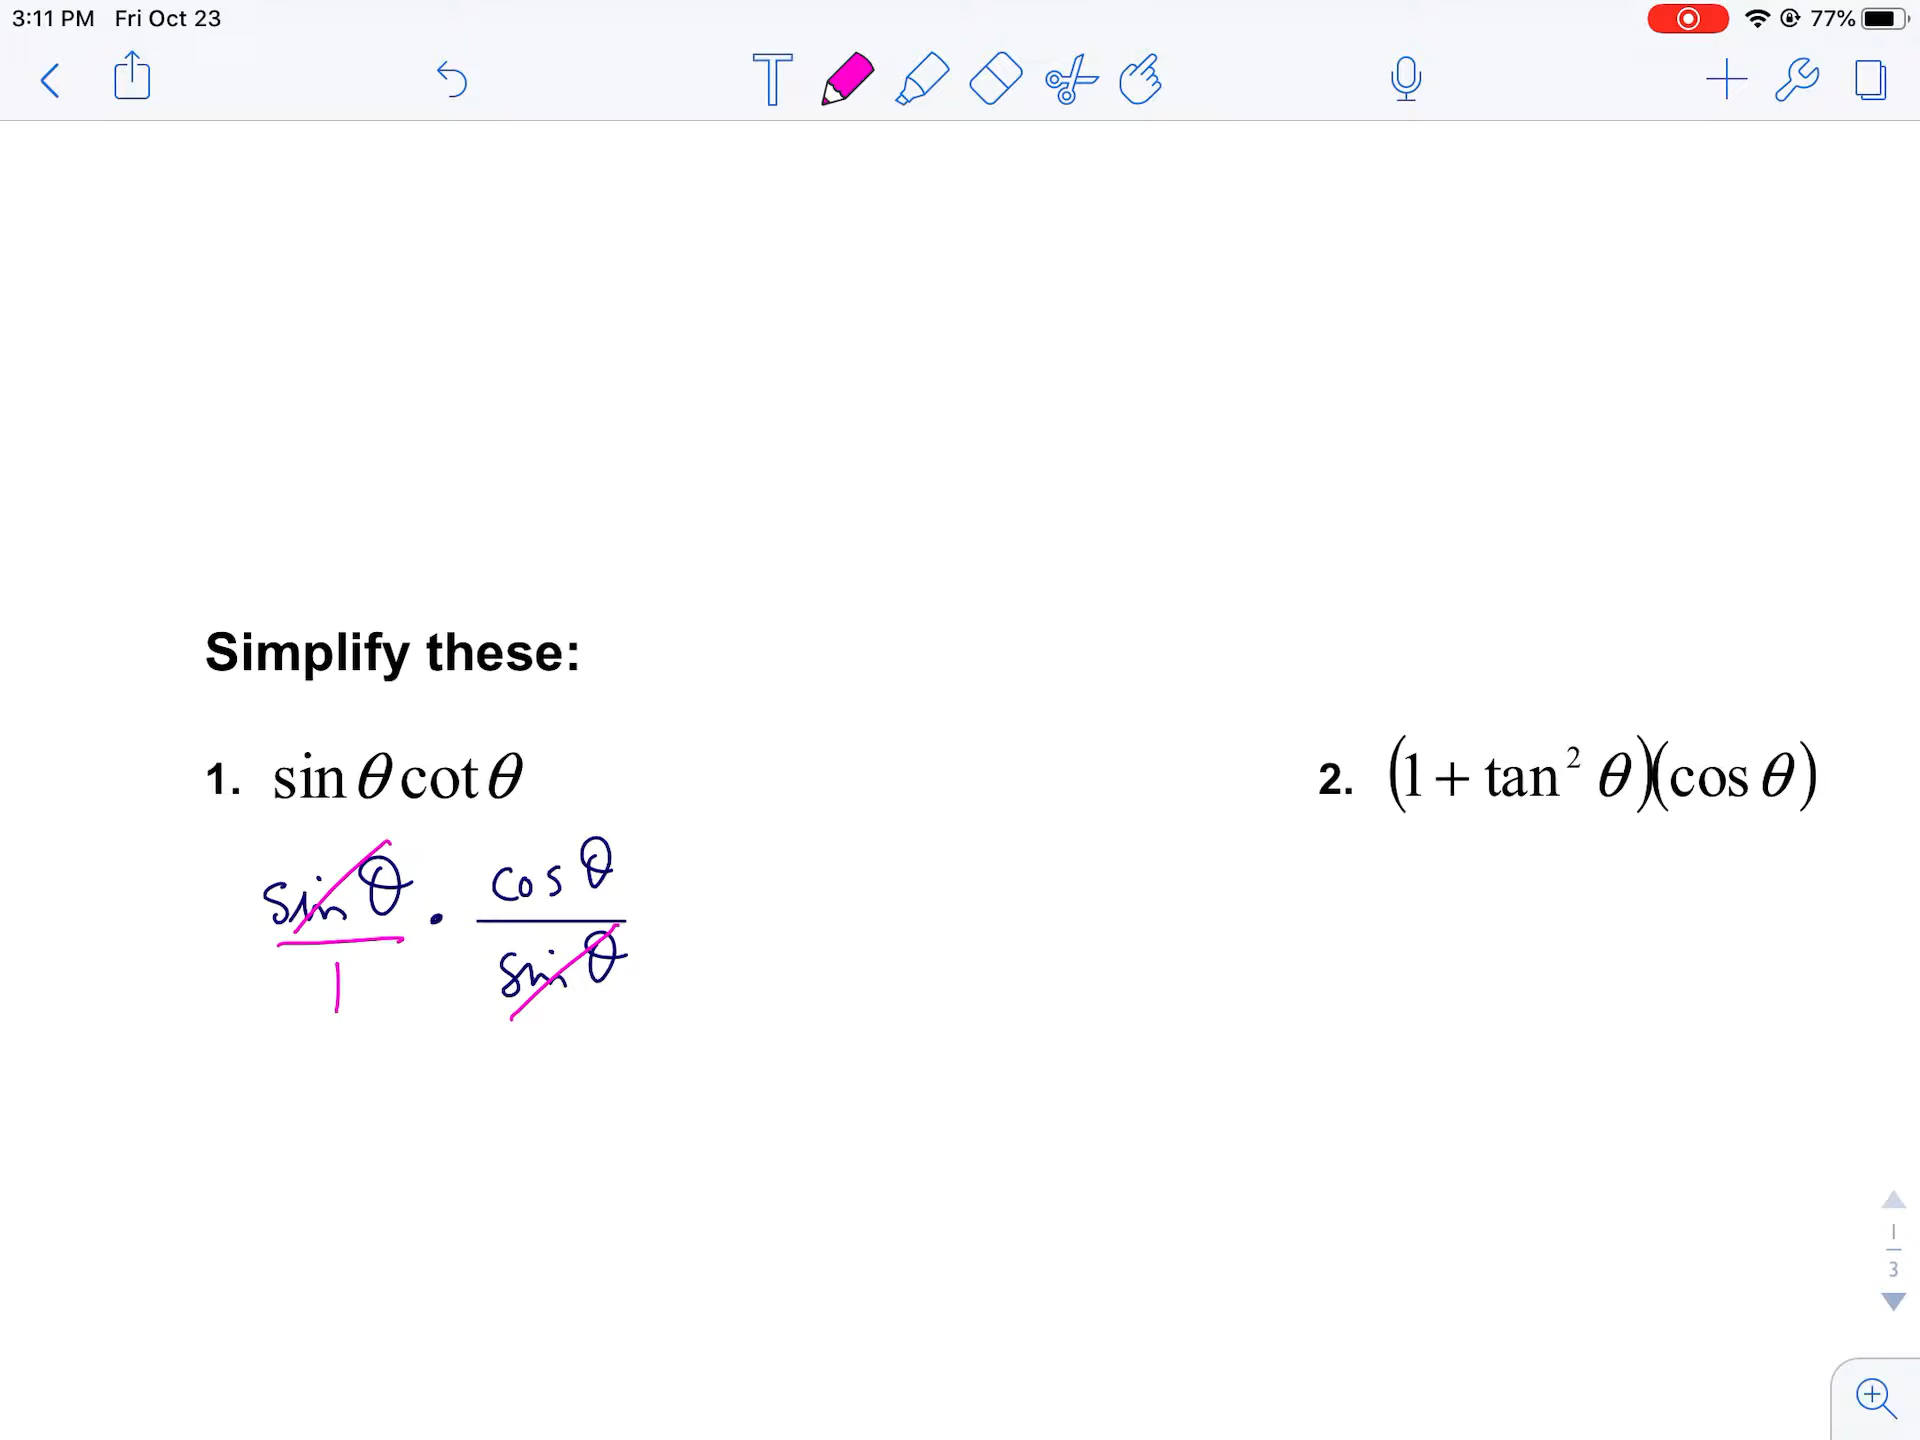 3:11 PM Fri Oct 23 77%
T
Simplify these:
1. sin θ cot θ
2. (1 + tan² θ)(cos θ)
sin θ / 1 · cos θ / sin θ
1
3